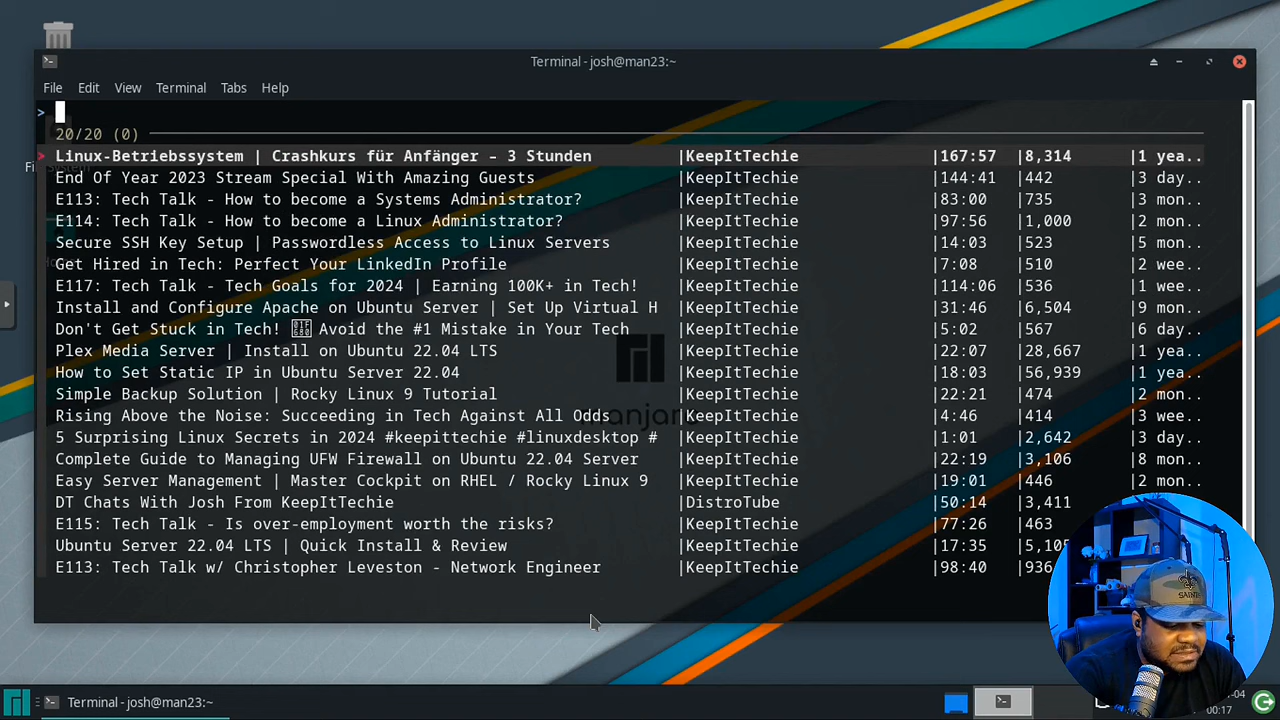 Terminal - josh@man23:~
File Edit View Terminal Tabs Help
>
20/20 (0)
> Linux-Betriebssystem | Crashkurs für Anfänger - 3 Stunden |KeepItTechie |167:57 |8,314 |1 yea..
End Of Year 2023 Stream Special With Amazing Guests |KeepItTechie |144:41 |442 |3 day..
E113: Tech Talk - How to become a Systems Administrator? |KeepItTechie |83:00 |735 |3 mon..
E114: Tech Talk - How to become a Linux Administrator? |KeepItTechie |97:56 |1,000 |2 mon..
Secure SSH Key Setup | Passwordless Access to Linux Servers |KeepItTechie |14:03 |523 |5 mon..
Get Hired in Tech: Perfect Your LinkedIn Profile |KeepItTechie |7:08 |510 |2 wee..
E117: Tech Talk - Tech Goals for 2024 | Earning 100K+ in Tech! |KeepItTechie |114:06 |536 |1 wee..
Install and Configure Apache on Ubuntu Server | Set Up Virtual H |KeepItTechie |31:46 |6,504 |9 mon..
Don't Get Stuck in Tech! Avoid the #1 Mistake in Your Tech |KeepItTechie |5:02 |567 |6 day..
Plex Media Server | Install on Ubuntu 22.04 LTS |KeepItTechie |22:07 |28,667 |1 yea..
How to Set Static IP in Ubuntu Server 22.04 |KeepItTechie |18:03 |56,939 |1 yea..
Simple Backup Solution | Rocky Linux 9 Tutorial |KeepItTechie |22:21 |474 |2 mon..
Rising Above the Noise: Succeeding in Tech Against All Odds |KeepItTechie |4:46 |414 |3 wee..
5 Surprising Linux Secrets in 2024 #keepittechie #linuxdesktop # |KeepItTechie |1:01 |2,642 |3 day..
Complete Guide to Managing UFW Firewall on Ubuntu 22.04 Server |KeepItTechie |22:19 |3,106 |8 mon..
Easy Server Management | Master Cockpit on RHEL / Rocky Linux 9 |KeepItTechie |19:01 |446 |2 mon..
DT Chats With Josh From KeepItTechie |DistroTube |50:14 |3,411
E115: Tech Talk - Is over-employment worth the risks? |KeepItTechie |77:26 |463
Ubuntu Server 22.04 LTS | Quick Install & Review |KeepItTechie |17:35
E113: Tech Talk w/ Christopher Leveston - Network Engineer |KeepItTechie |98:40 |936
SAINTS
Terminal - josh@man23:~
00:17